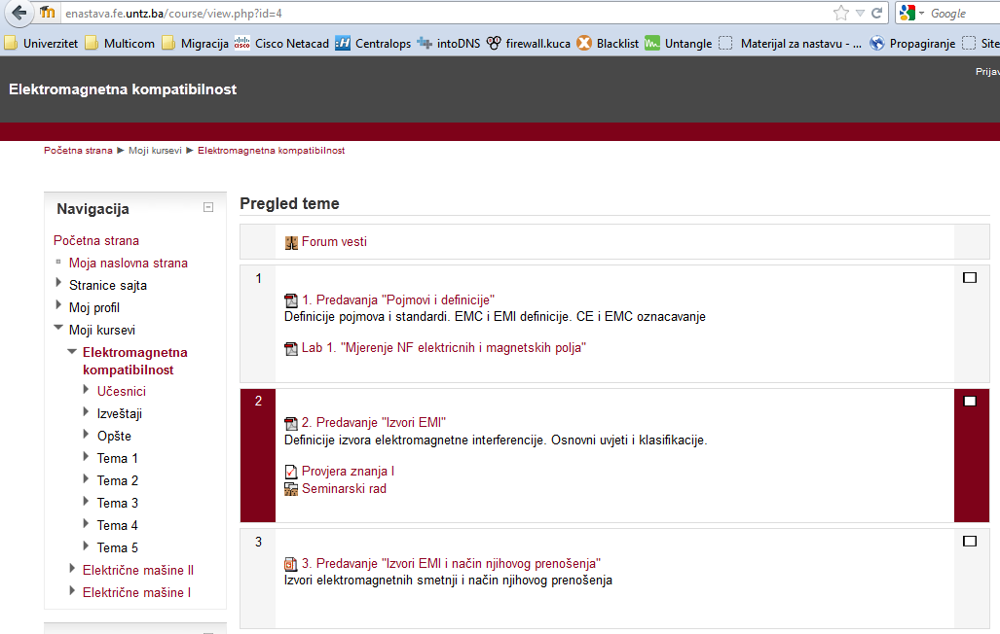 enastava.fe.untz.ba/course/view.php?id=4
Google
Univerzitet Multicom Migracija Cisco Netacad Centralops intoDNS firewall.kuca Blacklist Untangle Materijal za nastavu - ... Propagiranje Site
Prijav
Elektromagnetna kompatibilnost
Početna strana ► Moji kursevi ► Elektromagnetna kompatibilnost
Navigacija
Početna strana
Moja naslovna strana
Stranice sajta
Moj profil
Moji kursevi
Elektromagnetna
kompatibilnost
Učesnici
Izveštaji
Opšte
Tema 1
Tema 2
Tema 3
Tema 4
Tema 5
Električne mašine II
Električne mašine I
Pregled teme
Forum vesti
1
1. Predavanja "Pojmovi i definicije"
Definicije pojmova i standardi. EMC i EMI definicije. CE i EMC oznacavanje
Lab 1. "Mjerenje NF elektricnih i magnetskih polja"
2
2. Predavanje "Izvori EMI"
Definicije izvora elektromagnetne interferencije. Osnovni uvjeti i klasifikacije.
Provjera znanja I
Seminarski rad
3
3. Predavanje "Izvori EMI i način njihovog prenošenja"
Izvori elektromagnetnih smetnji i način njihovog prenošenja